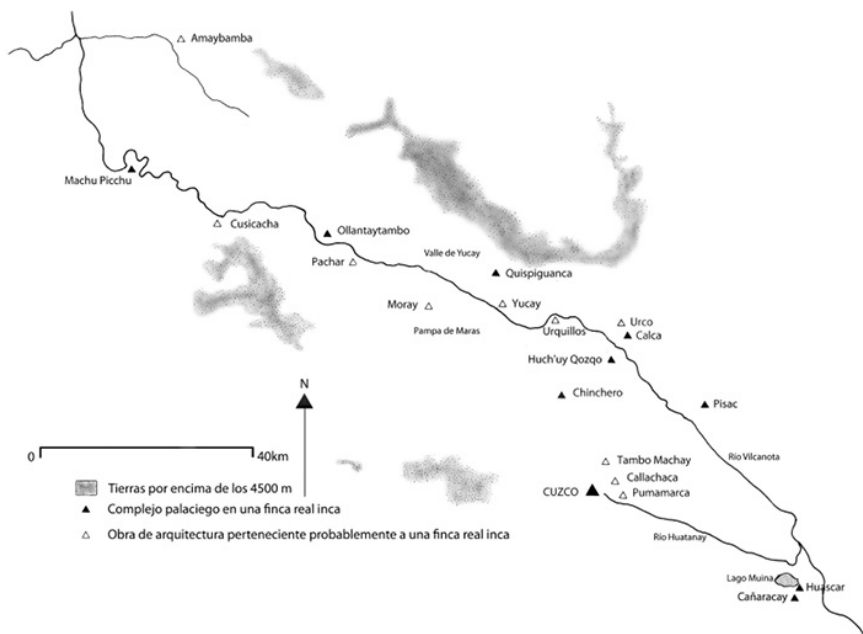 Amaybamba
Machu Picchu
Cusicacha
Ollantaytambo
Pachar
Valle de Yucay
Quispiguanca
Moray
Yucay
Pampa de Maras
Urquillos
Urco
Calca
Huch'uy Qozqo
Chinchero
Pisac
N
0 40km
Tambo Machay
Callachaca
CUZCO
Pumamarca
Río Vilcanota
Río Huatanay
Lago Muina
Huascar
Cañaracay
Tierras por encima de los 4500 m
Complejo palaciego en una finca real inca
Obra de arquitectura perteneciente probablemente a una finca real inca